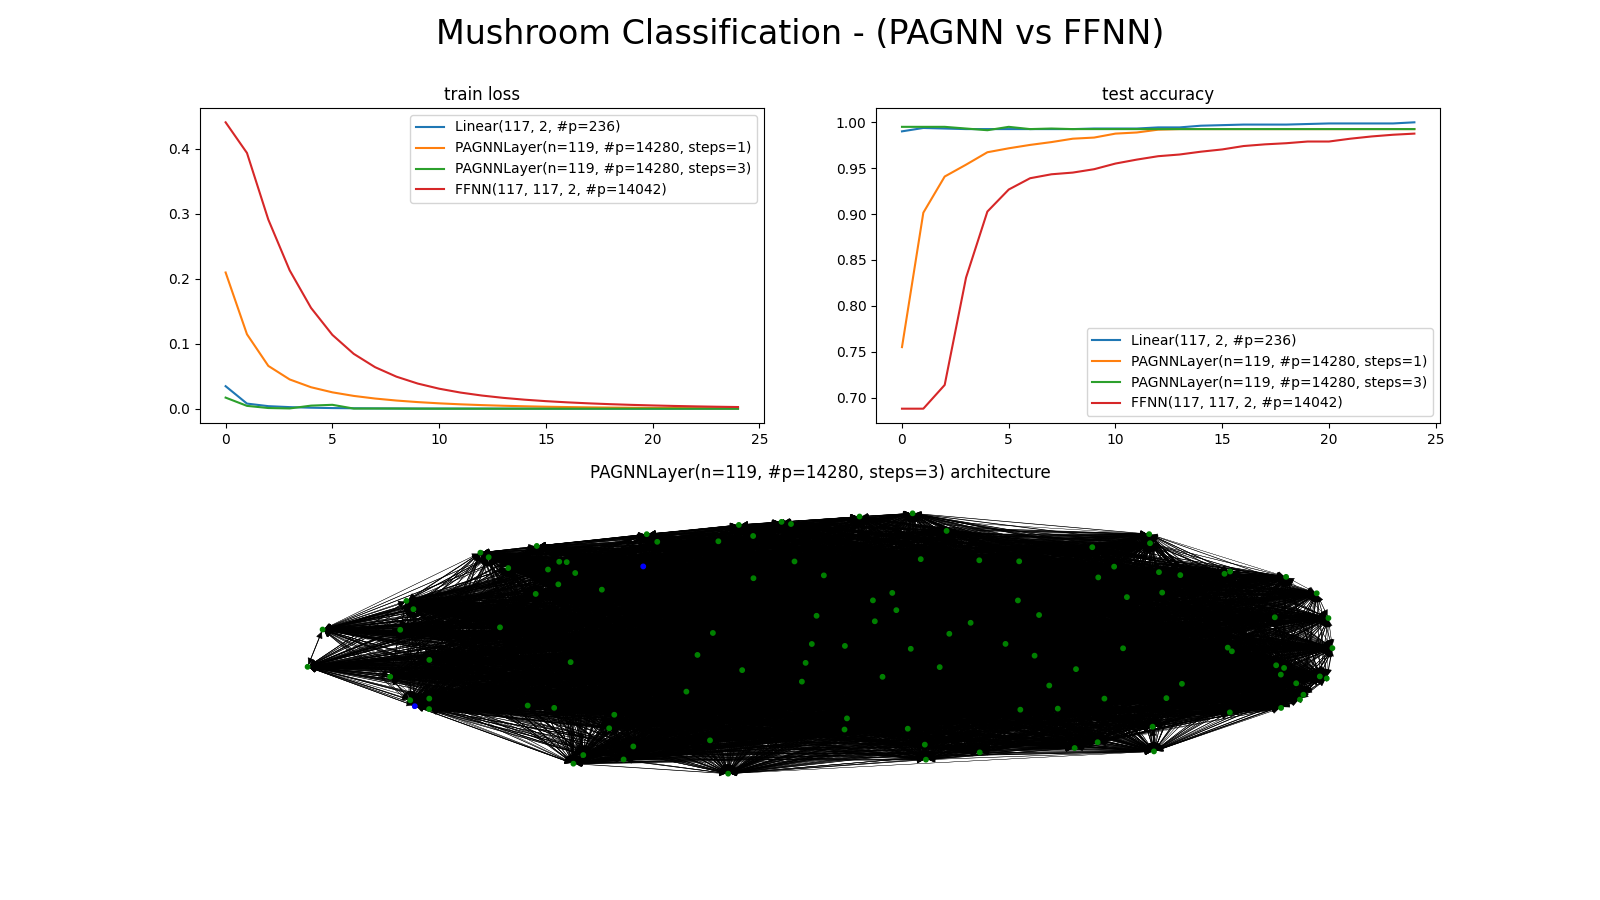 Mushroom Classification - (PAGNN vs FFNN)
train loss
0.4
0.3
0.2
0.1
0.0
0 5 10 15 20 25
Linear(117, 2, #p=236)
PAGNNLayer(n=119, #p=14280, steps=1)
PAGNNLayer(n=119, #p=14280, steps=3)
FFNN(117, 117, 2, #p=14042)
test accuracy
1.00
0.95
0.90
0.85
0.80
0.75
0.70
0 5 10 15 20 25
Linear(117, 2, #p=236)
PAGNNLayer(n=119, #p=14280, steps=1)
PAGNNLayer(n=119, #p=14280, steps=3)
FFNN(117, 117, 2, #p=14042)
PAGNNLayer(n=119, #p=14280, steps=3) architecture